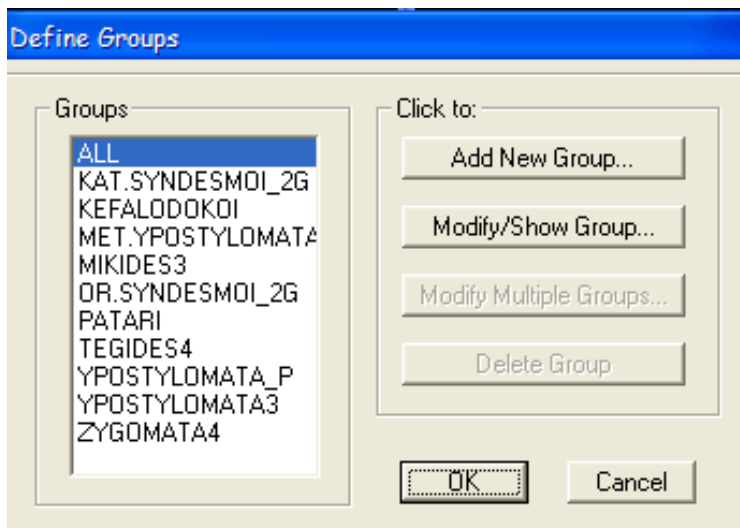 Define Groups
Groups
ALL
KAT.SYNDESMOI_2G
KEFALODOKOI
MET.YPOSTYLOMATA
MIKIDES3
OR.SYNDESMOI_2G
PATARI
TEGIDES4
YPOSTYLOMATA_P
YPOSTYLOMATA3
ZYGOMATA4
Click to:
Add New Group...
Modify/Show Group...
Modify Multiple Groups...
Delete Group
OK
Cancel